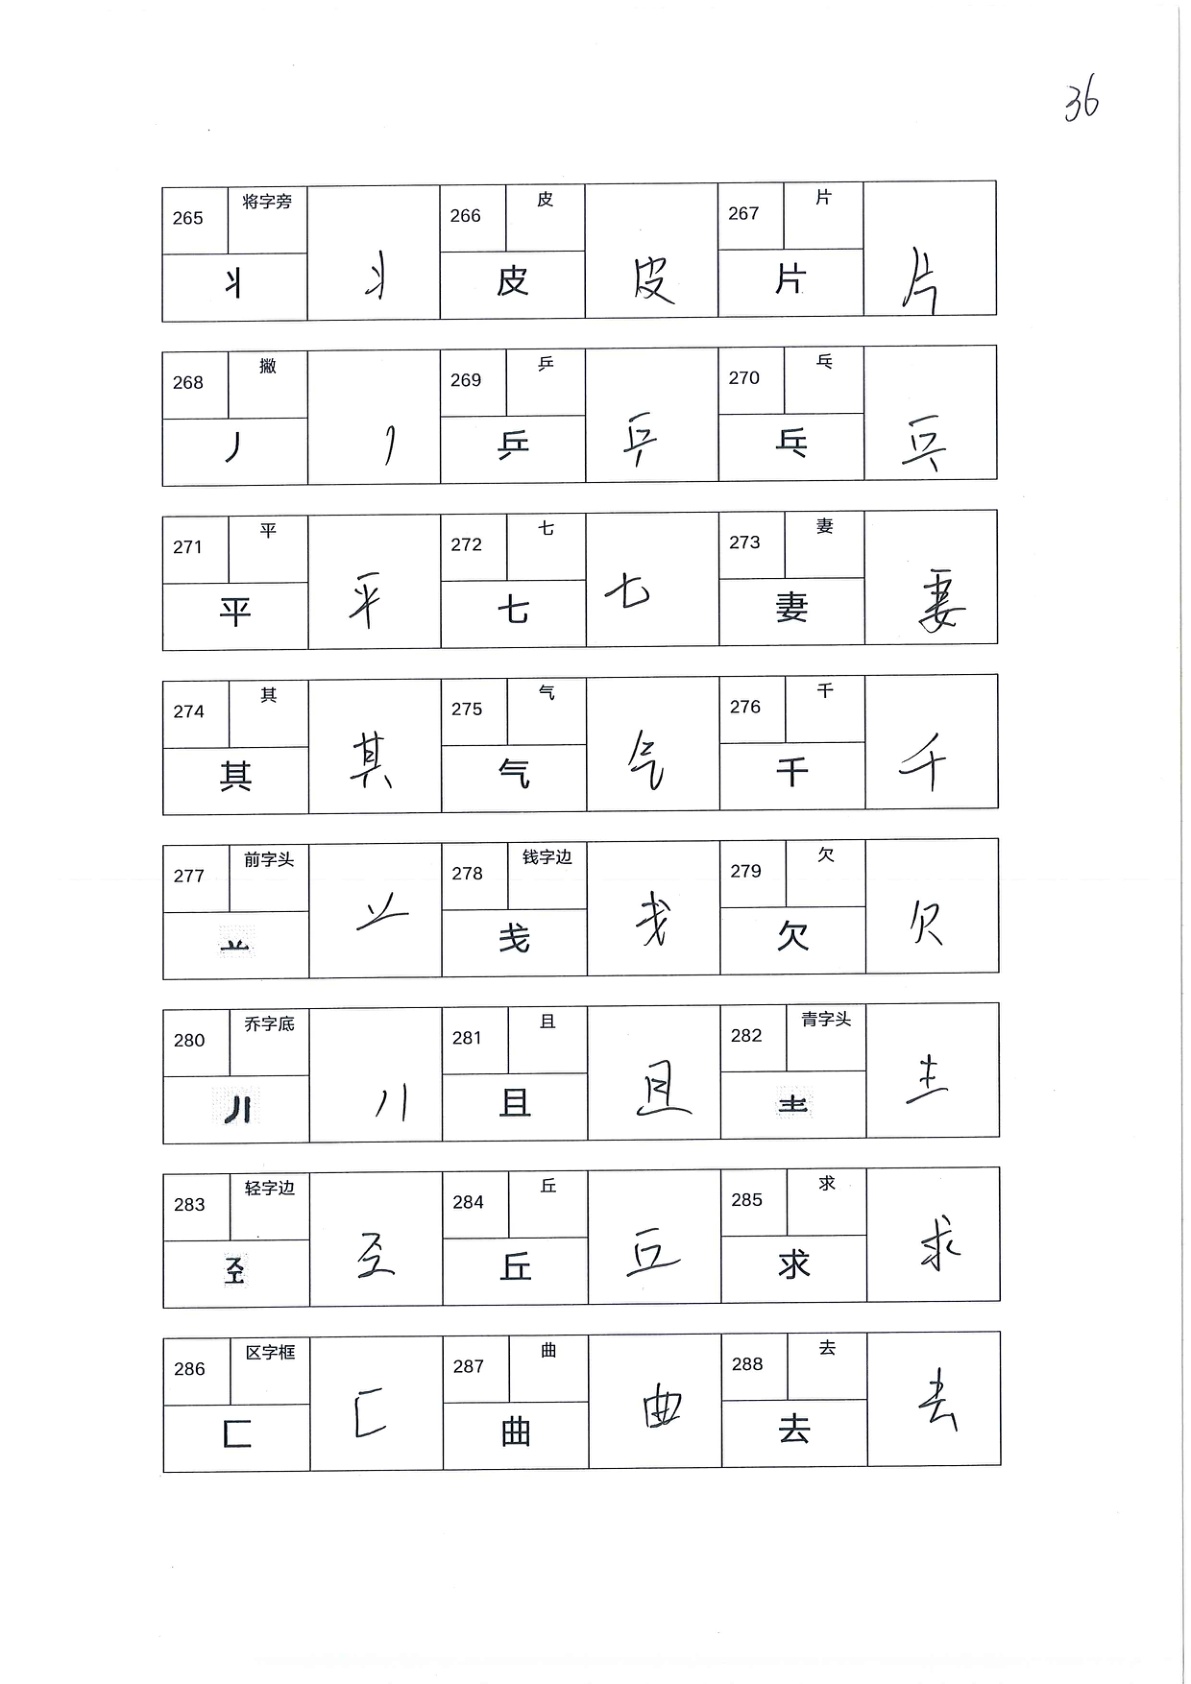 36
265 将字旁 丬 丬 266 皮 皮 皮 267 片 片 片
268 撇 丿 丿 269 乒 乒 乒 270 乓 乓 兵
271 平 平 平 272 七 七 七 273 妻 妻 妻
274 其 其 其 275 气 气 气 276 千 千 千
277 前字头 䒑 䒑 278 钱字边 戋 戋 279 欠 欠 欠
280 乔字底 丿丨 丿丨 281 且 且 且 282 青字头 龶 龶
283 轻字边 𢀖 𢀖 284 丘 丘 丘 285 求 求 求
286 区字框 匚 匚 287 曲 曲 曲 288 去 去 去